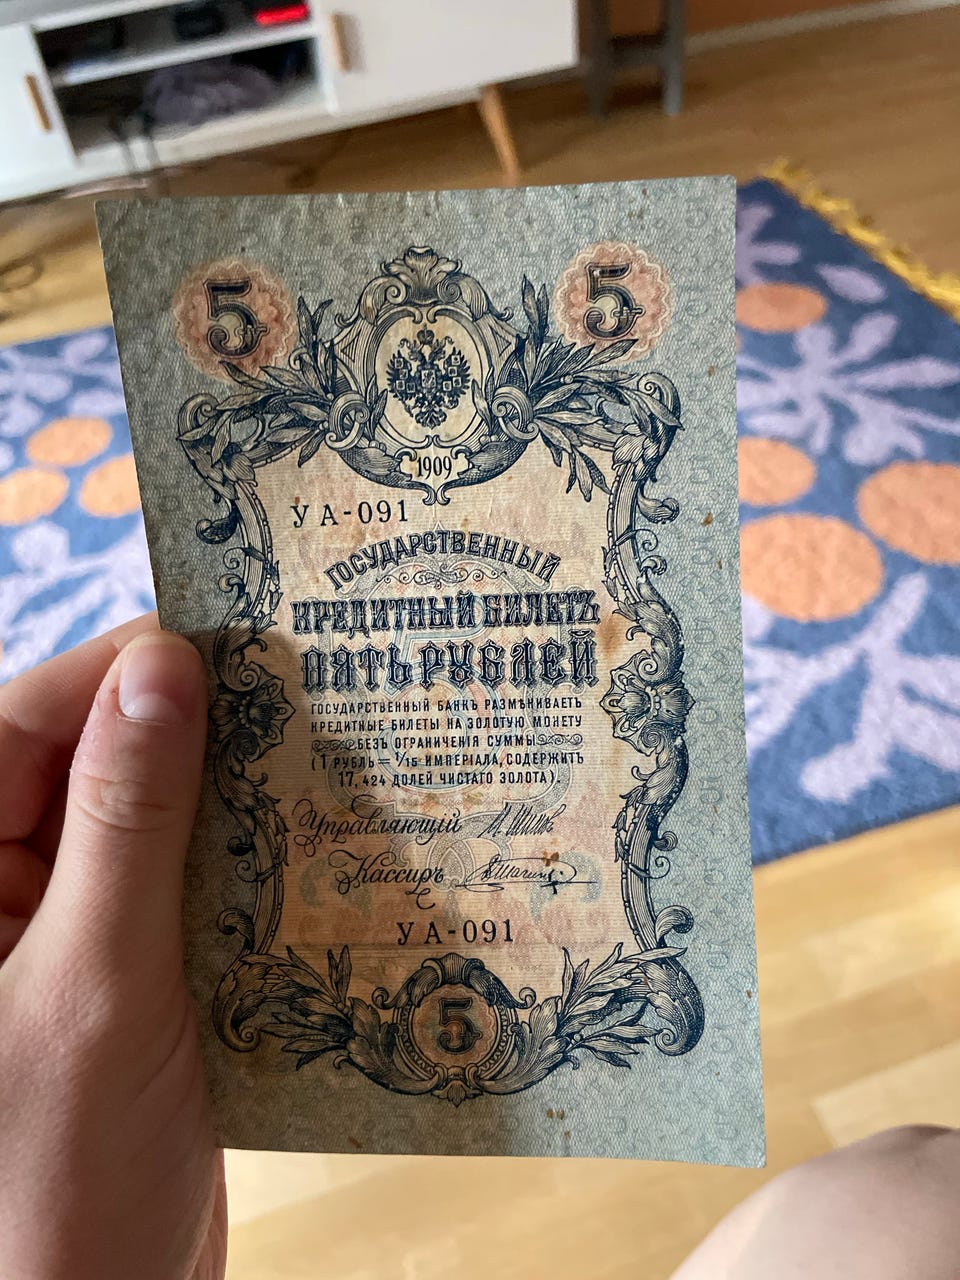 5 5
1909
УА-091
ГОСУДАРСТВЕННЫЙ
КРЕДИТНЫЙ БИЛЕТЪ
ПЯТЬ РУБЛЕЙ
ГОСУДАРСТВЕННЫЙ БАНКЪ РАЗМѢНИВАЕТЪ
КРЕДИТНЫЕ БИЛЕТЫ НА ЗОЛОТУЮ МОНЕТУ
БЕЗЪ ОГРАНИЧЕНІЯ СУММЫ
(1 РУБЛЬ = 1/15 ИМПЕРІАЛА, СОДЕРЖИТЪ
17,424 ДОЛЕЙ ЧИСТАГО ЗОЛОТА).
Управляющій
Кассиръ
УА-091
5